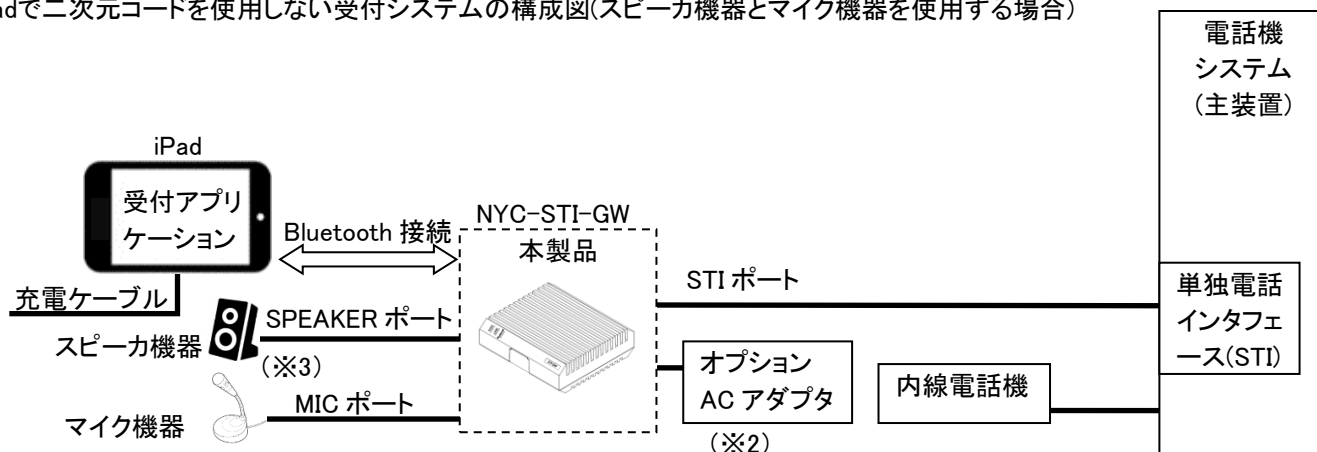 adで二次元コードを使用しない受付システムの構成図(スピーカ機器とマイク機器を使用する場合)
電話機
システム
(主装置)
iPad
受付アプリ
ケーション
Bluetooth 接続
NYC-STI-GW
本製品
STI ポート
充電ケーブル
単独電話
インタフェ
ース(STI)
スピーカ機器
SPEAKER ポート
(※3)
オプション
AC アダプタ
(※2)
内線電話機
マイク機器
MIC ポート